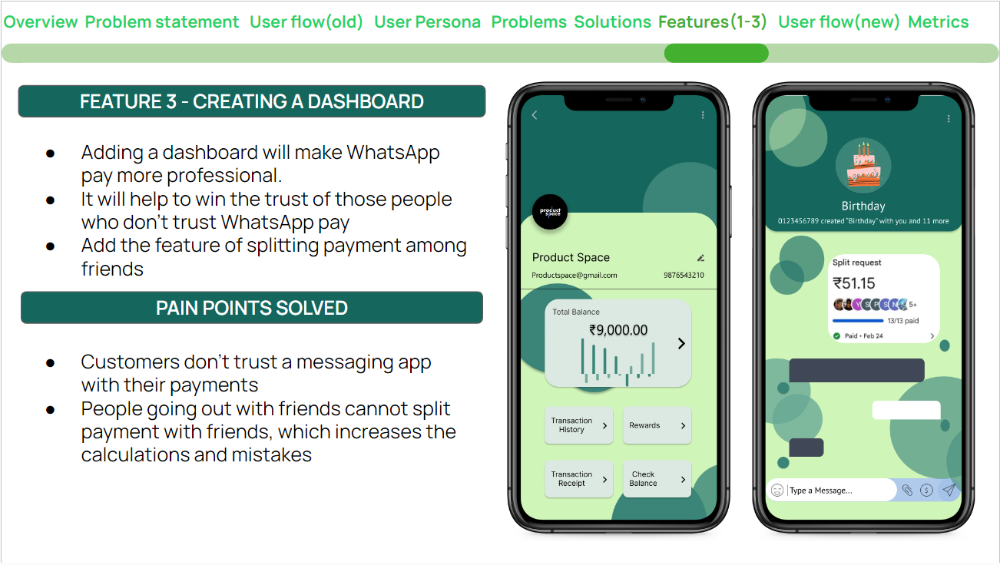 Overview Problem statement User flow(old) User Persona Problems Solutions Features(1-3) User flow(new) Metrics
FEATURE 3 - CREATING A DASHBOARD
● Adding a dashboard will make WhatsApp
pay more professional.
● It will help to win the trust of those people
who don't trust WhatsApp pay
● Add the feature of splitting payment among
friends
PAIN POINTS SOLVED
● Customers don't trust a messaging app
with their payments
● People going out with friends cannot split
payment with friends, which increases the
calculations and mistakes
product
space
Product Space
Productspace@gmail.com 9876543210
Total Balance
₹9,000.00
Transaction
History
Rewards
Transaction
Receipt
Check
Balance
Birthday
0123456789 created "Birthday" with you and 11 more
Split request
₹51.15
Y S P S N 5+
13/13 paid
Paid • Feb 24
Type a Message...
$